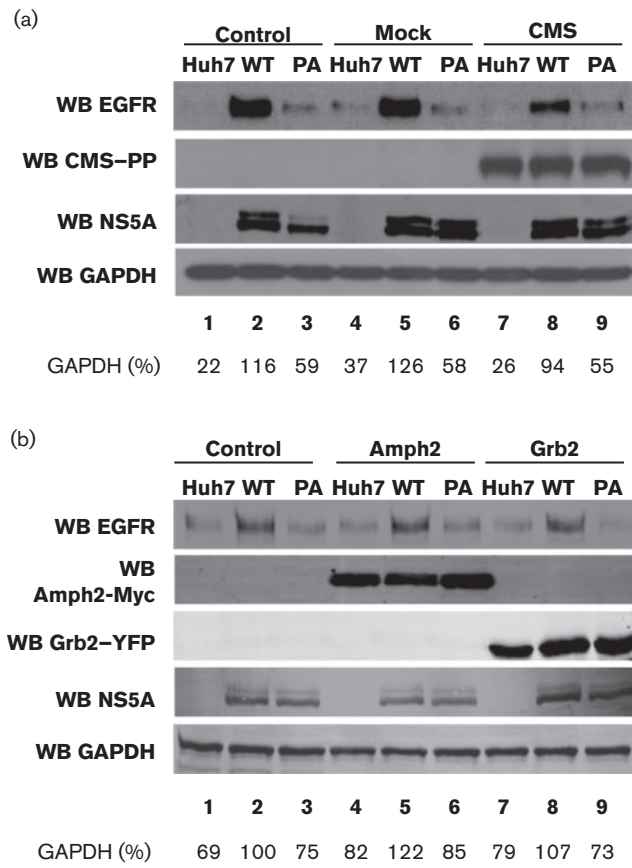 (a)
Control Mock CMS
Huh7 WT PA Huh7 WT PA Huh7 WT PA
WB EGFR
WB CMS–PP
WB NS5A
WB GAPDH
1 2 3 4 5 6 7 8 9
GAPDH (%) 22 116 59 37 126 58 26 94 55
(b)
Control Amph2 Grb2
Huh7 WT PA Huh7 WT PA Huh7 WT PA
WB EGFR
WB
Amph2-Myc
WB Grb2–YFP
WB NS5A
WB GAPDH
1 2 3 4 5 6 7 8 9
GAPDH (%) 69 100 75 82 122 85 79 107 73